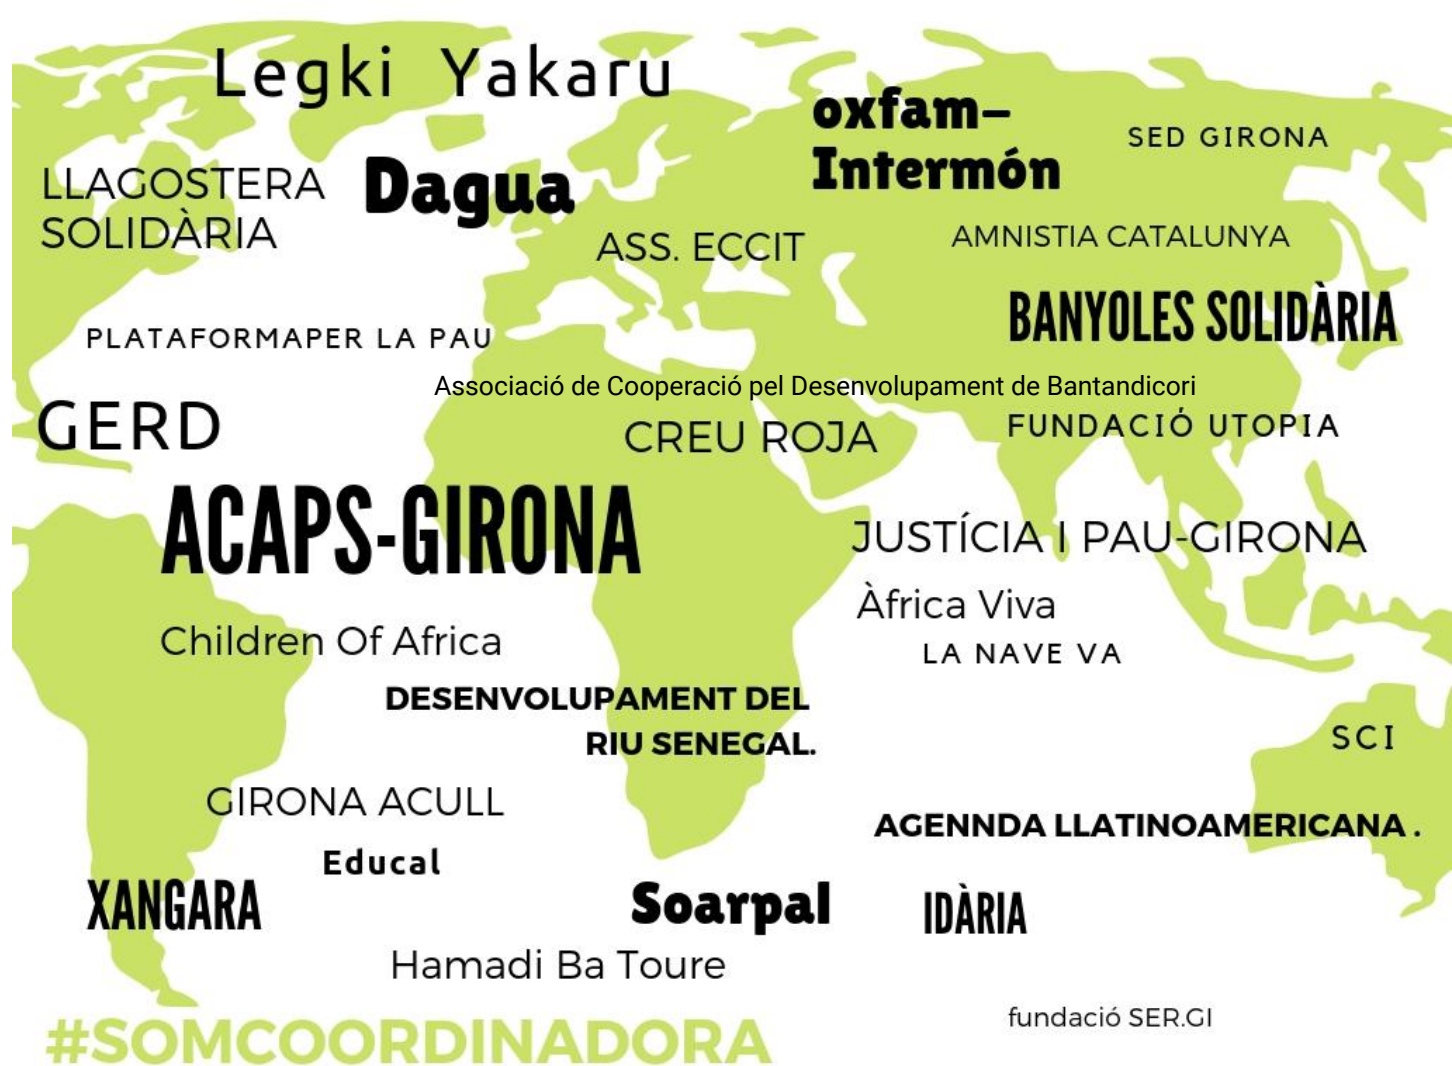 Legki Yakaru
oxfam-
Intermón
SED GIRONA
LLAGOSTERA
SOLIDÀRIA
Dagua
ASS. ECCIT
AMNISTIA CATALUNYA
BANYOLES SOLIDÀRIA
PLATAFORMAPER LA PAU
Associació de Cooperació pel Desenvolupament de Bantandicori
GERD
CREU ROJA
FUNDACIÓ UTOPIA
ACAPS-GIRONA
JUSTÍCIA I PAU-GIRONA
Àfrica Viva
Children Of Africa
LA NAVE VA
DESENVOLUPAMENT DEL
RIU SENEGAL.
SCI
GIRONA ACULL
AGENNDA LLATINOAMERICANA .
Educal
XANGARA
Soarpal
IDÀRIA
Hamadi Ba Toure
fundació SER.GI
#SOMCOORDINADORA